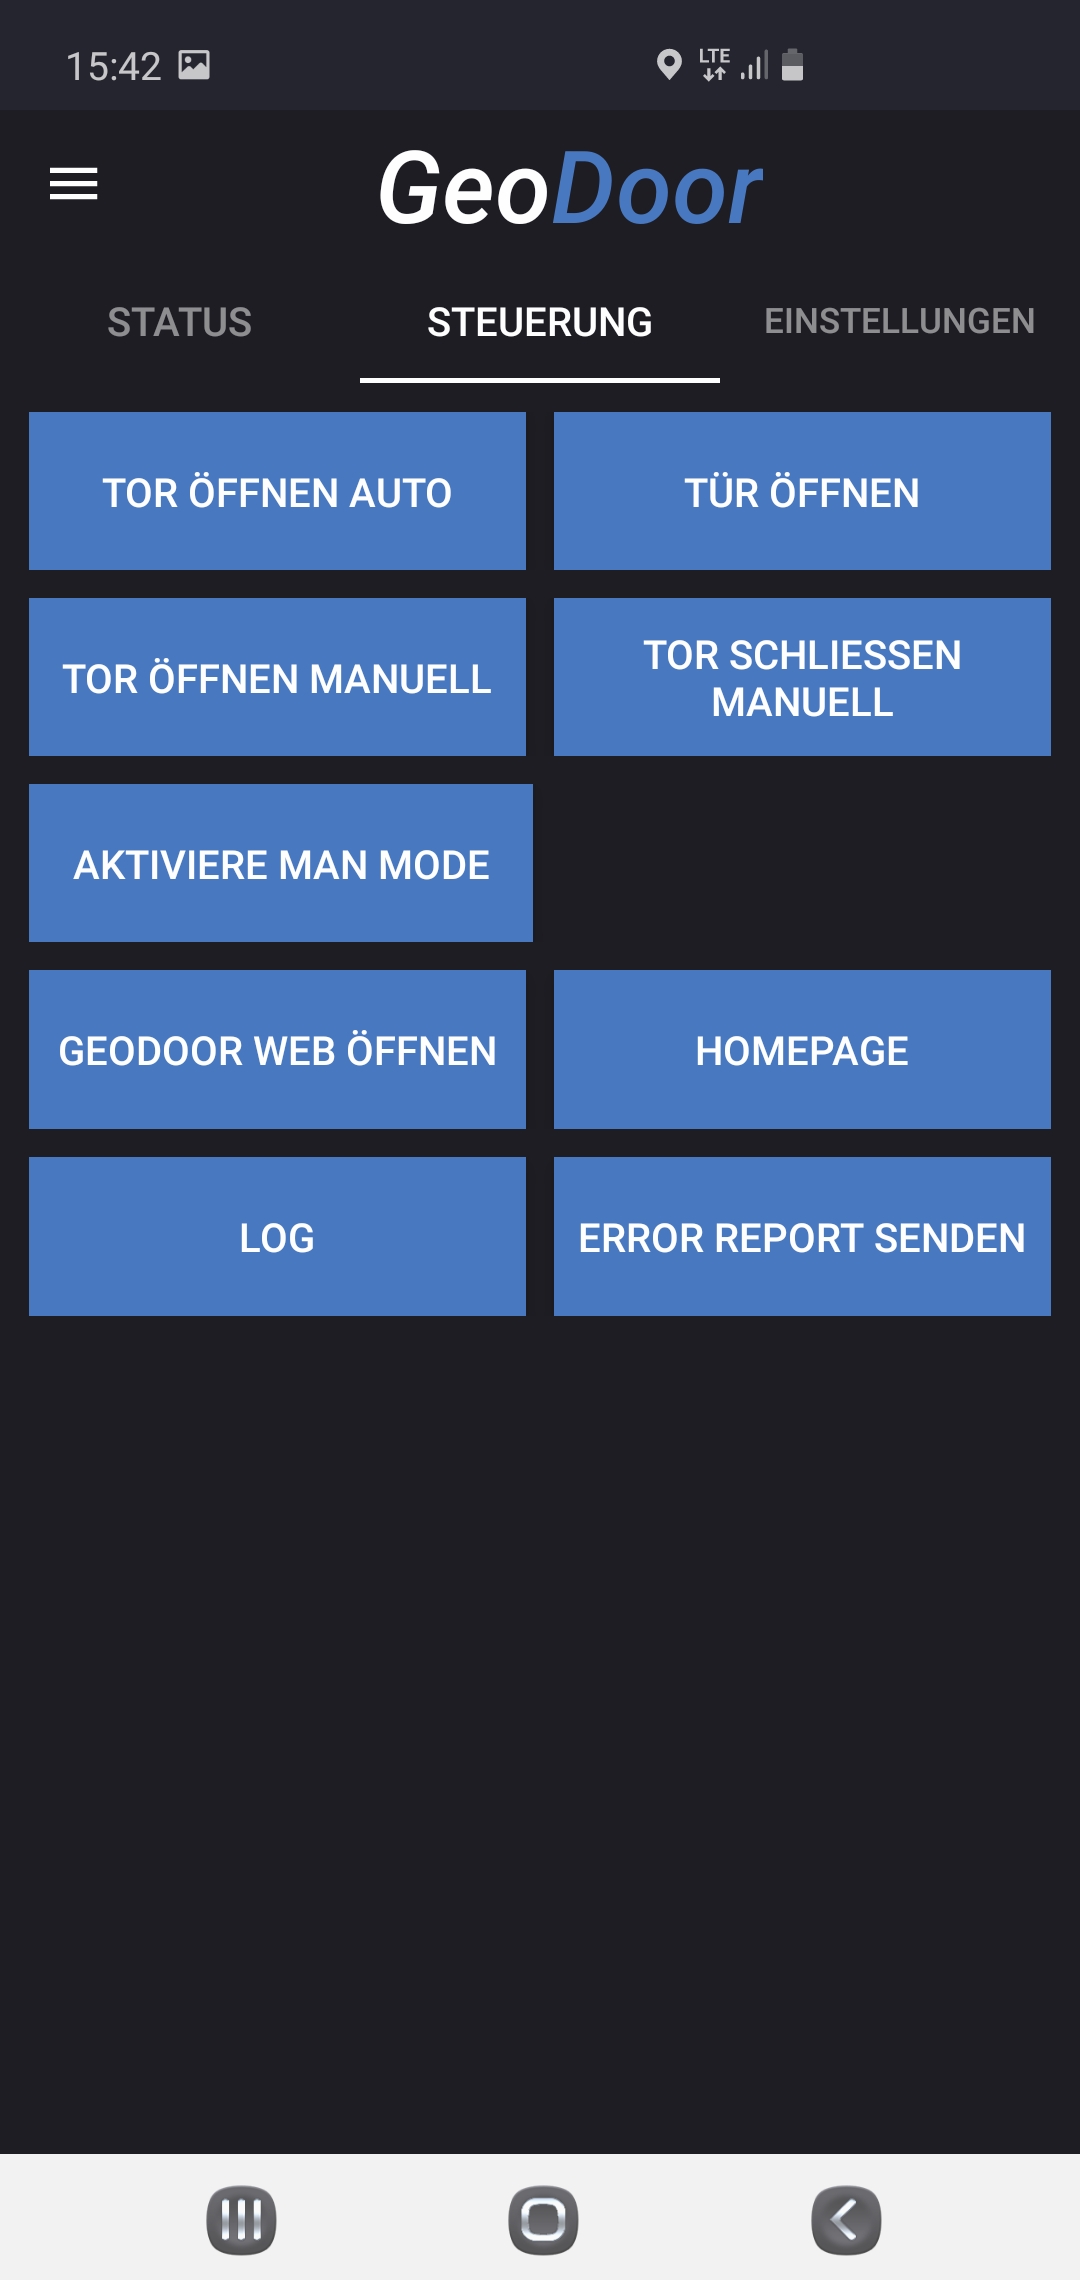 15:42 LTE
GeoDoor
STATUS STEUERUNG EINSTELLUNGEN
TOR ÖFFNEN AUTO
TÜR ÖFFNEN
TOR ÖFFNEN MANUELL
TOR SCHLIESSEN
MANUELL
AKTIVIERE MAN MODE
GEODOOR WEB ÖFFNEN
HOMEPAGE
LOG
ERROR REPORT SENDEN